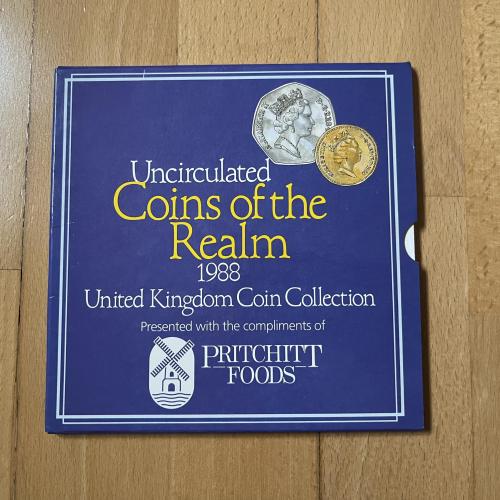 Uncirculated
Coins of the
Realm
1988
United Kingdom Coin Collection
Presented with the compliments of
PRITCHITT
FOODS